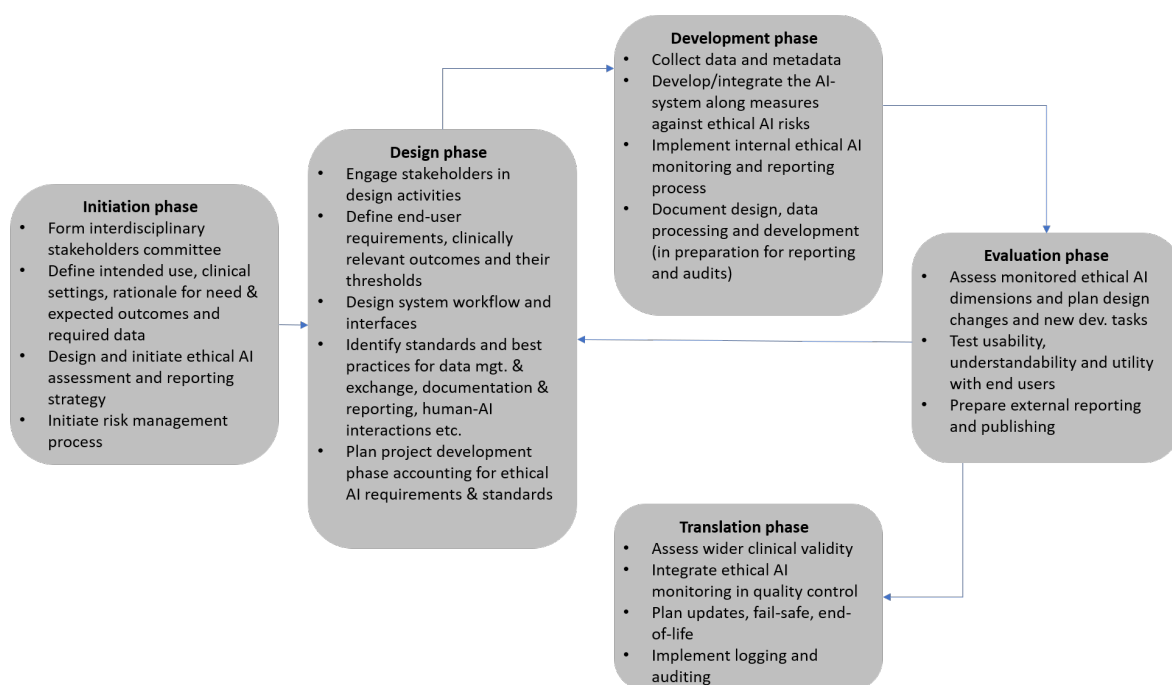 Initiation phase
• Form interdisciplinary
stakeholders committee
• Define intended use, clinical
settings, rationale for need &
expected outcomes and
required data
• Design and initiate ethical AI
assessment and reporting
strategy
• Initiate risk management
process
Design phase
• Engage stakeholders in
design activities
• Define end-user
requirements, clinically
relevant outcomes and their
thresholds
• Design system workflow and
interfaces
• Identify standards and best
practices for data mgt. &
exchange, documentation &
reporting, human-AI
interactions etc.
• Plan project development
phase accounting for ethical
AI requirements & standards
Development phase
• Collect data and metadata
• Develop/integrate the AI-
system along measures
against ethical AI risks
• Implement internal ethical AI
monitoring and reporting
process
• Document design, data
processing and development
(in preparation for reporting
and audits)
Evaluation phase
• Assess monitored ethical AI
dimensions and plan design
changes and new dev. tasks
• Test usability,
understandability and utility
with end users
• Prepare external reporting
and publishing
Translation phase
• Assess wider clinical validity
• Integrate ethical AI
monitoring in quality control
• Plan updates, fail-safe, end-
of-life
• Implement logging and
auditing